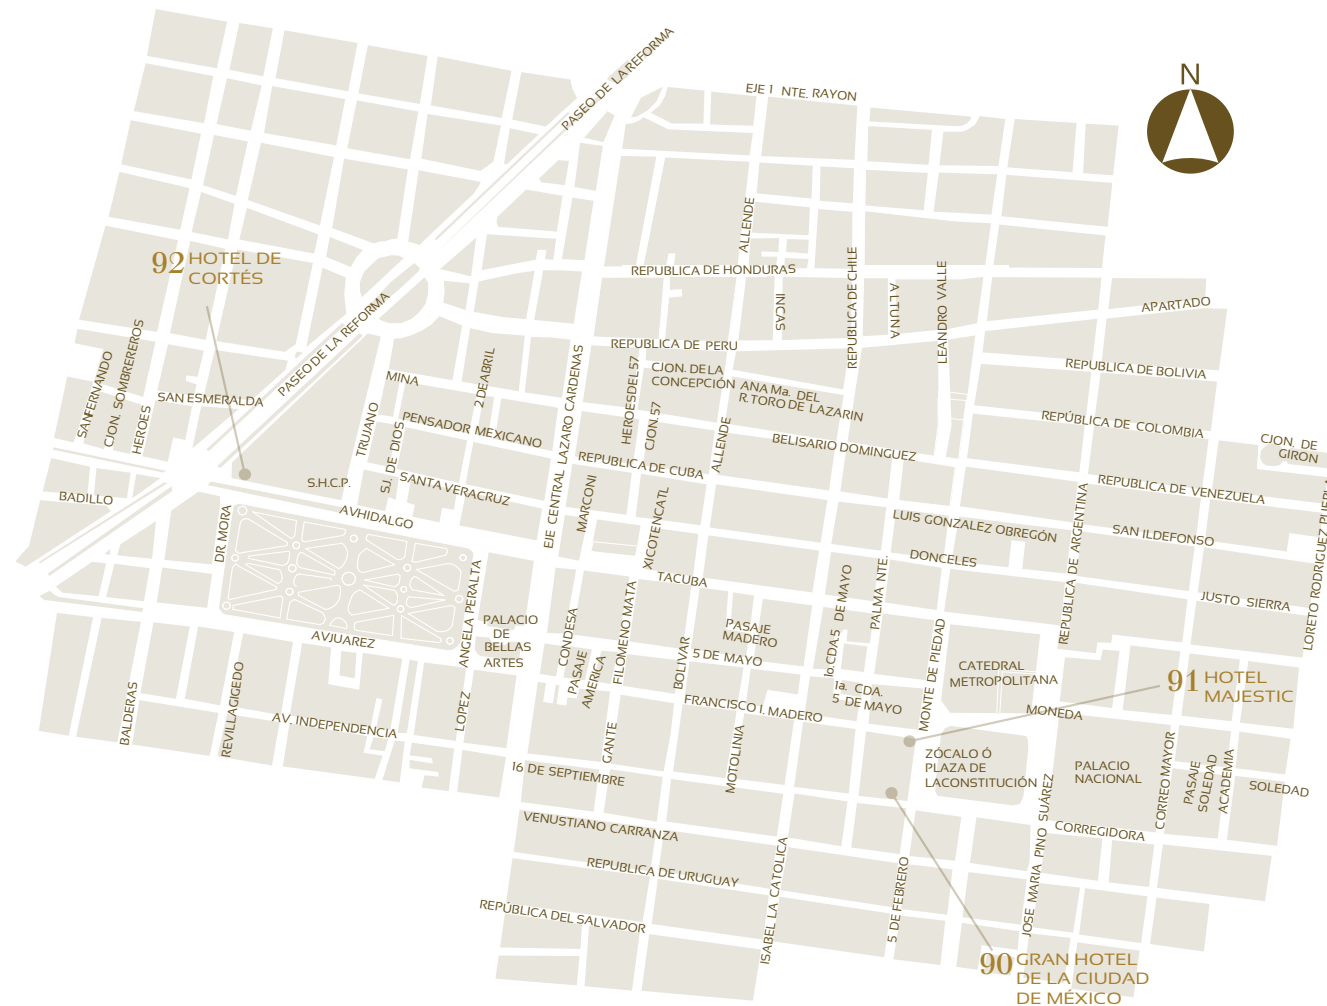 N
PASEO DE LA REFORMA
EJE 1 NTE. RAYON
92 HOTEL DE
CORTÉS
ALLENDE
REPUBLICA DE HONDURAS
REPUBLICA DE CHILE
INCAS
ALTUNA
LEANDRO VALLE
APARTADO
PASEO DE LA REFORMA
REPUBLICA DE PERU
SAN FERNANDO
CJON. SOMBREREROS
HEROES
SAN ESMERALDA
MINA
2 DE ABRIL
TRUJANO
PENSADOR MEXICANO
SJ. DE DIOS
EJE CENTRAL LAZARO CARDENAS
HEROES DEL 57
CJON. DE LA
CONCEPCIÓN
CJON. 57
ANA Ma. DEL
R. TORO DE LAZARIN
REPUBLICA DE BOLIVIA
REPÚBLICA DE COLOMBIA
CJON. DE
GIRON
ALLENDE
BELISARIO DOMINGUEZ
REPUBLICA DE CUBA
BADILLO
S.H.C.P.
SANTA VERACRUZ
AV HIDALGO
DR. MORA
MARCONI
XICOTENCATL
REPUBLICA DE VENEZUELA
LUIS GONZALEZ OBREGÓN
SAN ILDEFONSO
REPUBLICA DE ARGENTINA
DONCELES
TACUBA
JUSTO SIERRA
LORETO RODRIGUEZ PUEBLA
ANGELA PERALTA
PALACIO
DE
BELLAS
ARTES
CONDESA
PASAJE
AMERICA
FILOMENO MATA
BOLIVAR
PASAJE
MADERO
5 DE MAYO
1o. CDA. 5 DE MAYO
PALMA NTE.
MONTE DE PIEDAD
CATEDRAL
METROPOLITANA
91 HOTEL
MAJESTIC
AV JUAREZ
BALDERAS
REVILLAGIGEDO
AV. INDEPENDENCIA
LOPEZ
GANTE
FRANCISCO I. MADERO
1a. CDA.
5 DE MAYO
MONEDA
MOTOLINIA
16 DE SEPTIEMBRE
ZÓCALO Ó
PLAZA DE
LACONSTITUCIÓN
PALACIO
NACIONAL
CORREO MAYOR
PASAJE
SOLEDAD
ACADEMIA
SOLEDAD
VENUSTIANO CARRANZA
CORREGIDORA
JOSE MARIA PINO SUÁREZ
REPUBLICA DE URUGUAY
ISABEL LA CATOLICA
5 DE FEBRERO
REPÚBLICA DEL SALVADOR
90 GRAN HOTEL
DE LA CIUDAD
DE MÉXICO